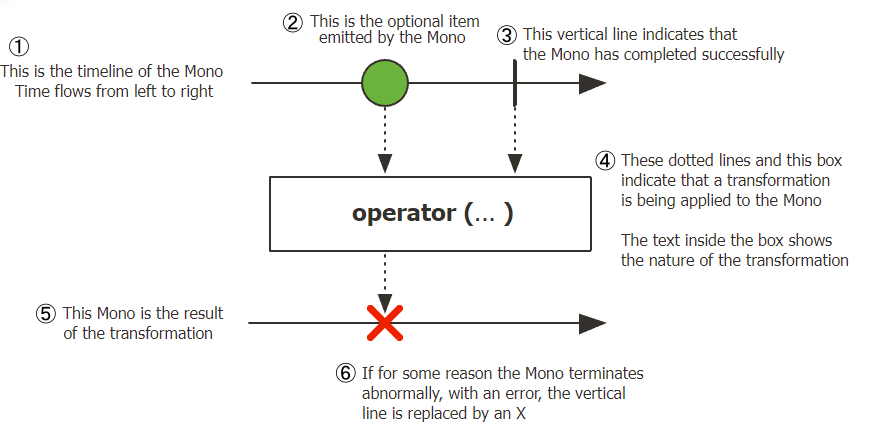 ①
This is the timeline of the Mono
Time flows from left to right
② This is the optional item
emitted by the Mono
③ This vertical line indicates that
the Mono has completed successfully
④ These dotted lines and this box
indicate that a transformation
is being applied to the Mono
The text inside the box shows
the nature of the transformation
operator (... )
⑤ This Mono is the result
of the transformation
⑥ If for some reason the Mono terminates
abnormally, with an error, the vertical
line is replaced by an X